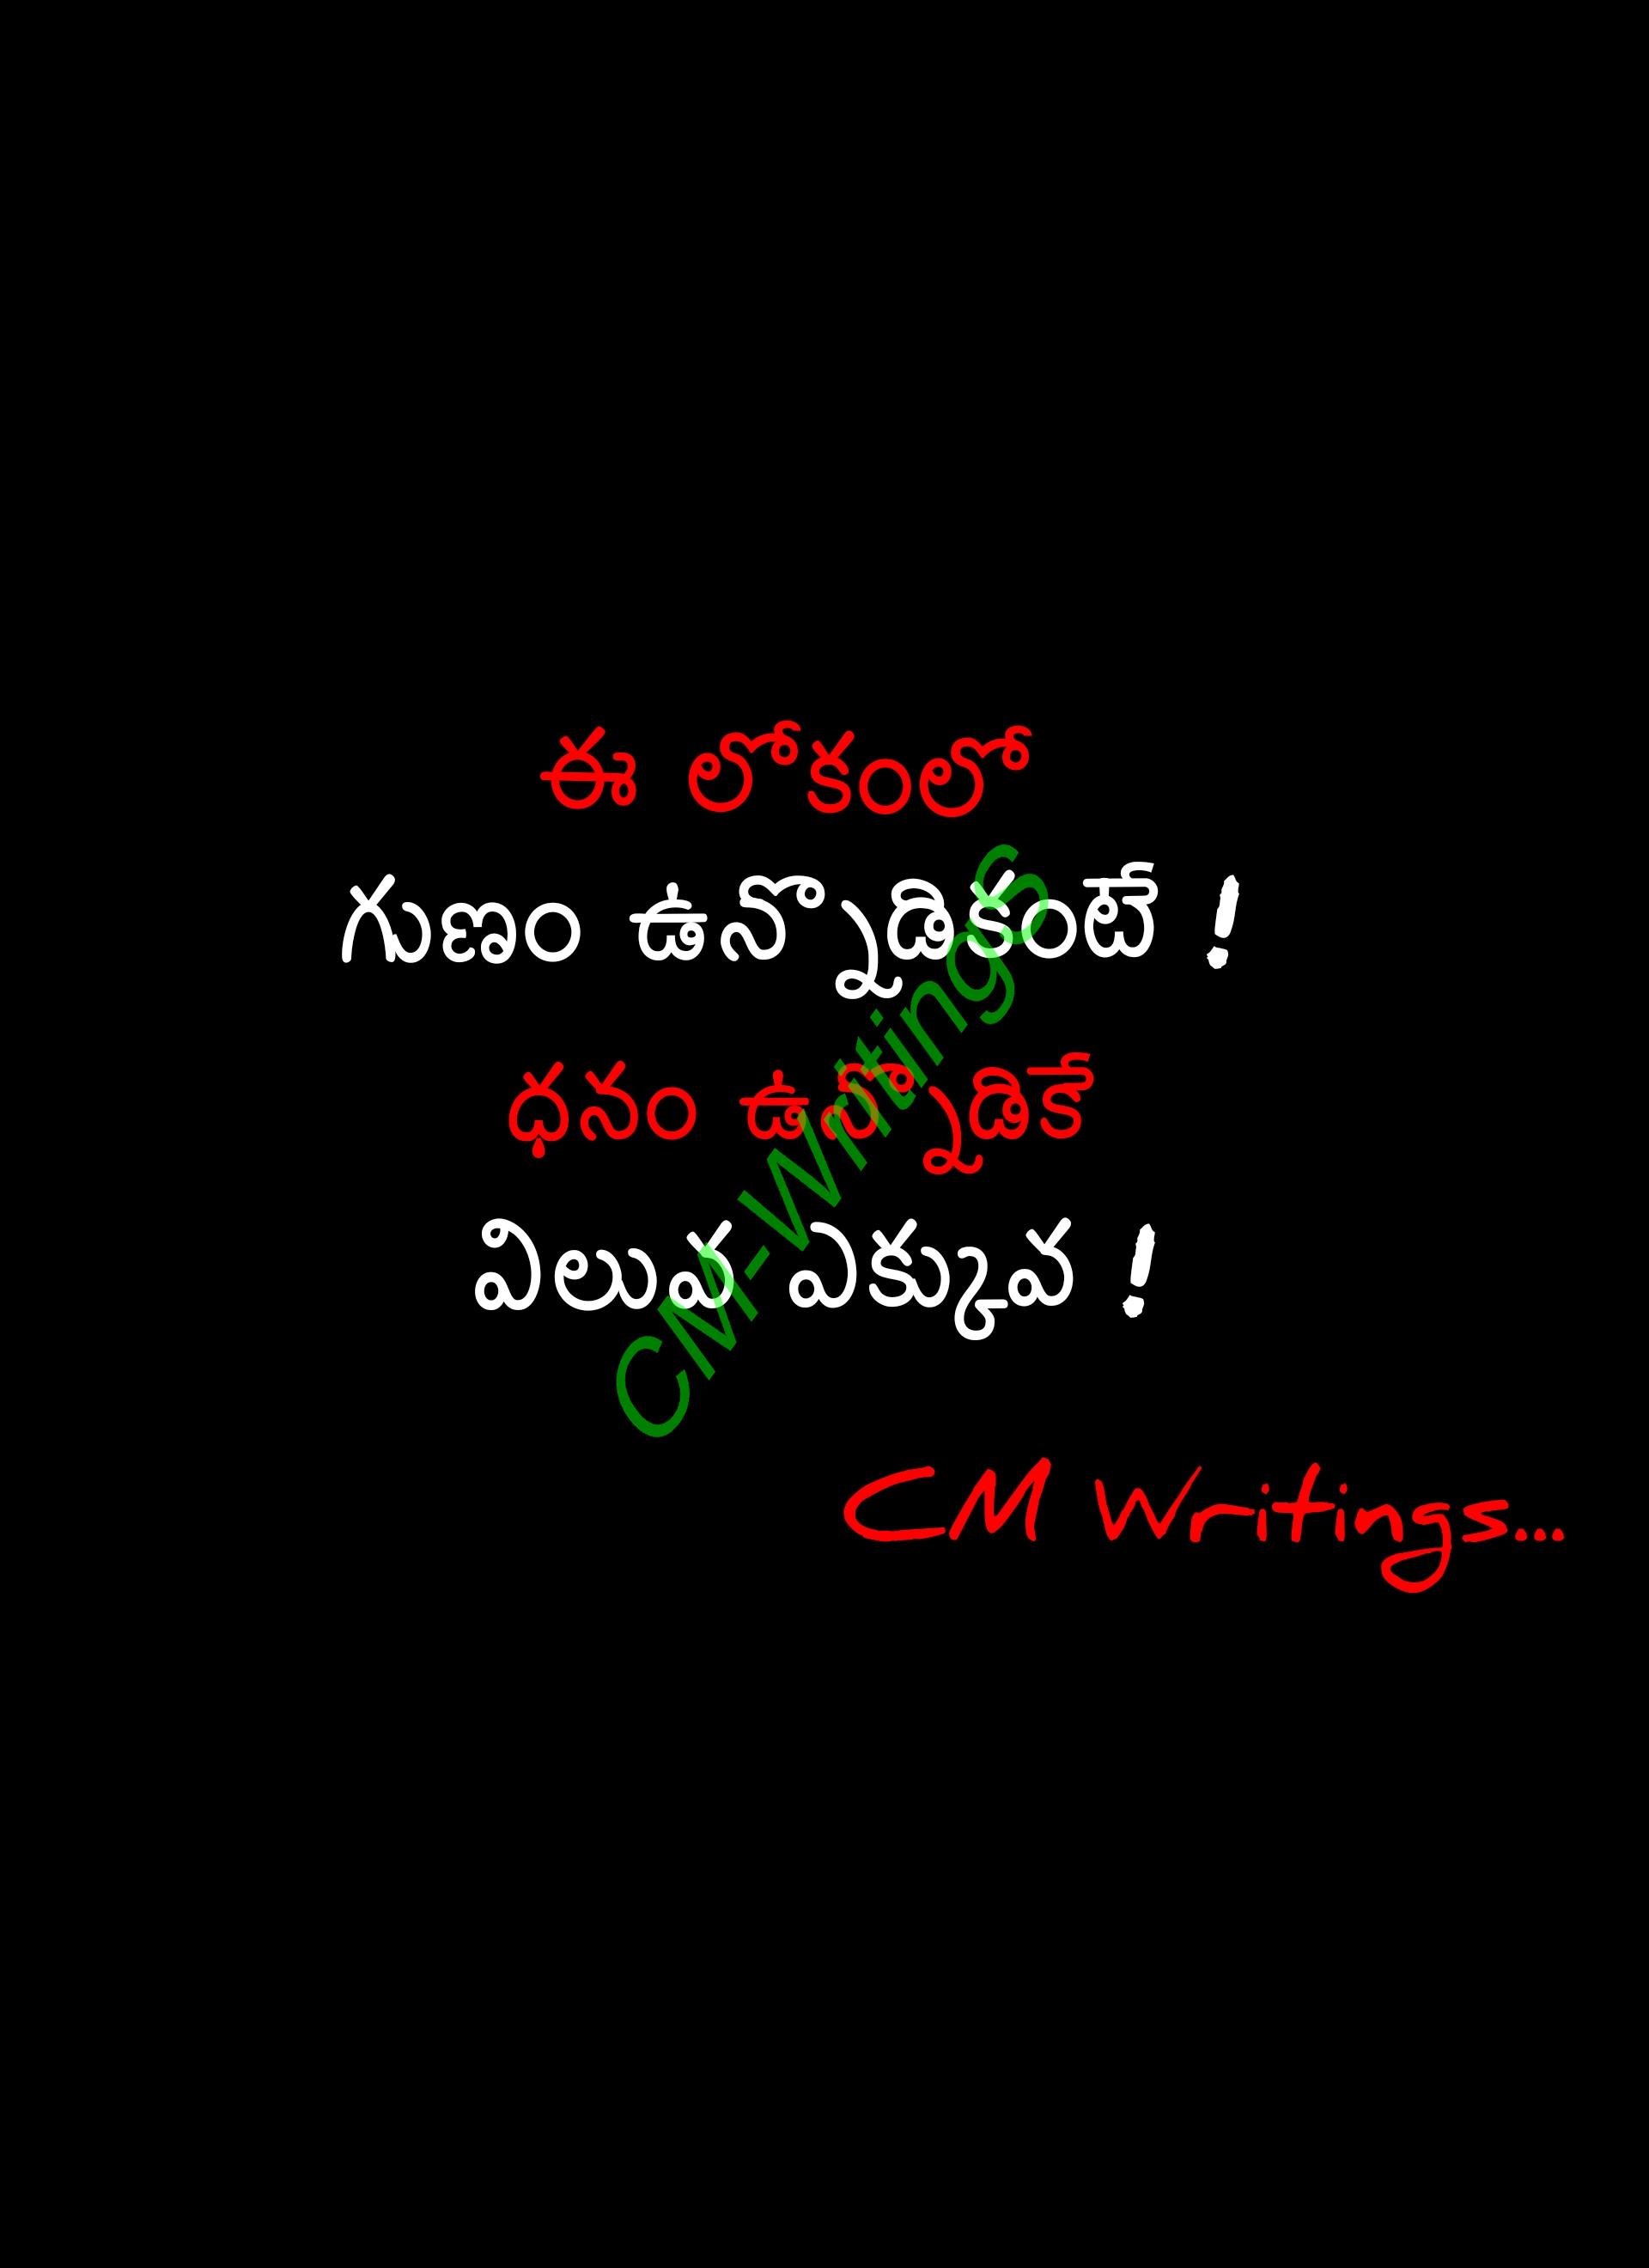 ఈ లోకంలో
గుణం ఉన్నొడికంటే !
ధనం ఉన్నొడికే
విలువ ఎక్కువ !
CM-Writings
CM Writings...